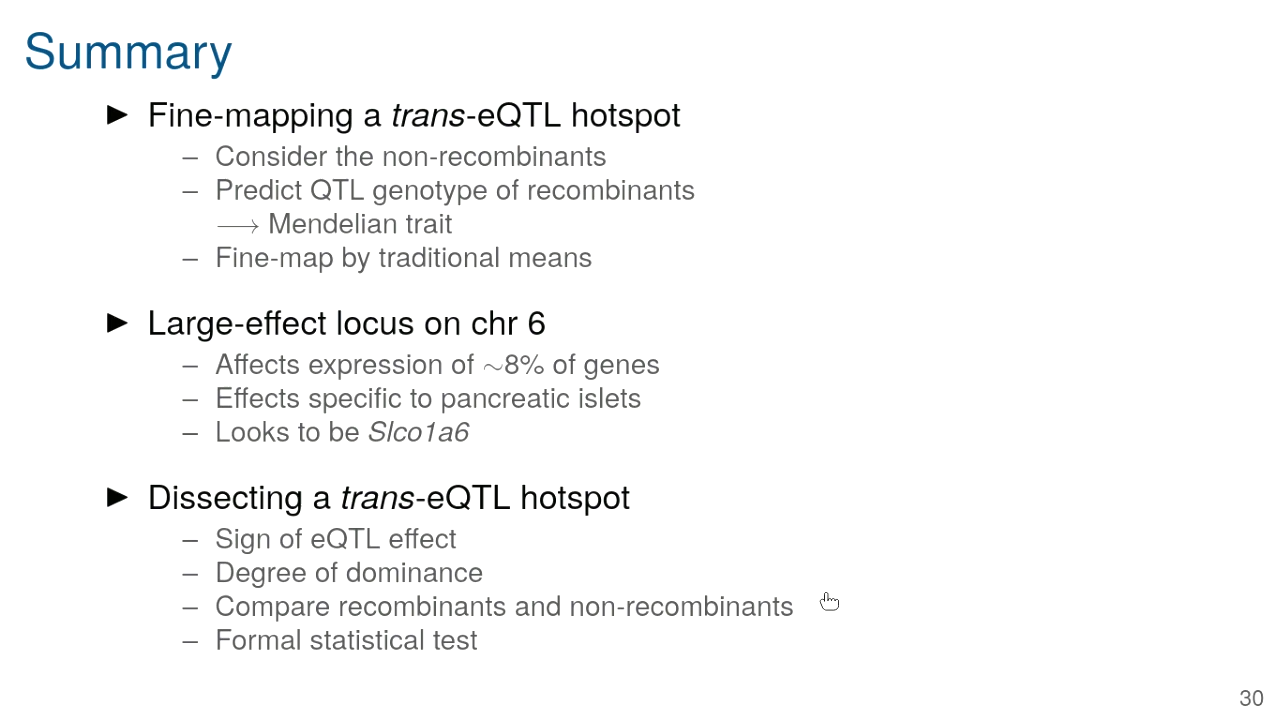 Summary
▶ Fine-mapping a trans-eQTL hotspot
– Consider the non-recombinants
– Predict QTL genotype of recombinants
⟶ Mendelian trait
– Fine-map by traditional means
▶ Large-effect locus on chr 6
– Affects expression of ∼8% of genes
– Effects specific to pancreatic islets
– Looks to be Slco1a6
▶ Dissecting a trans-eQTL hotspot
– Sign of eQTL effect
– Degree of dominance
– Compare recombinants and non-recombinants
– Formal statistical test
30